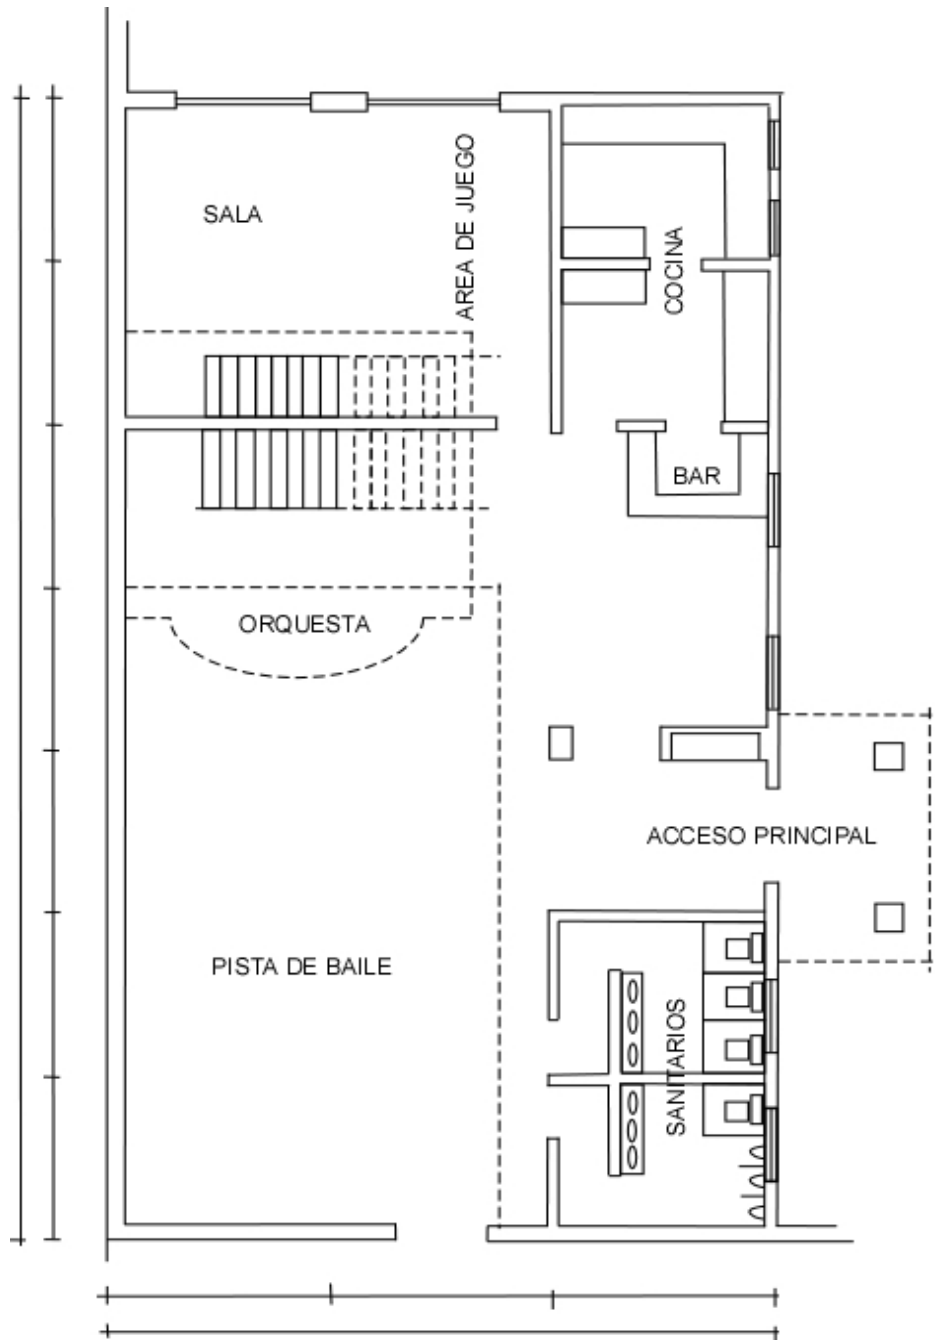 SALA
AREA DE JUEGO
COCINA
BAR
ORQUESTA
ACCESO PRINCIPAL
PISTA DE BAILE
SANITARIOS